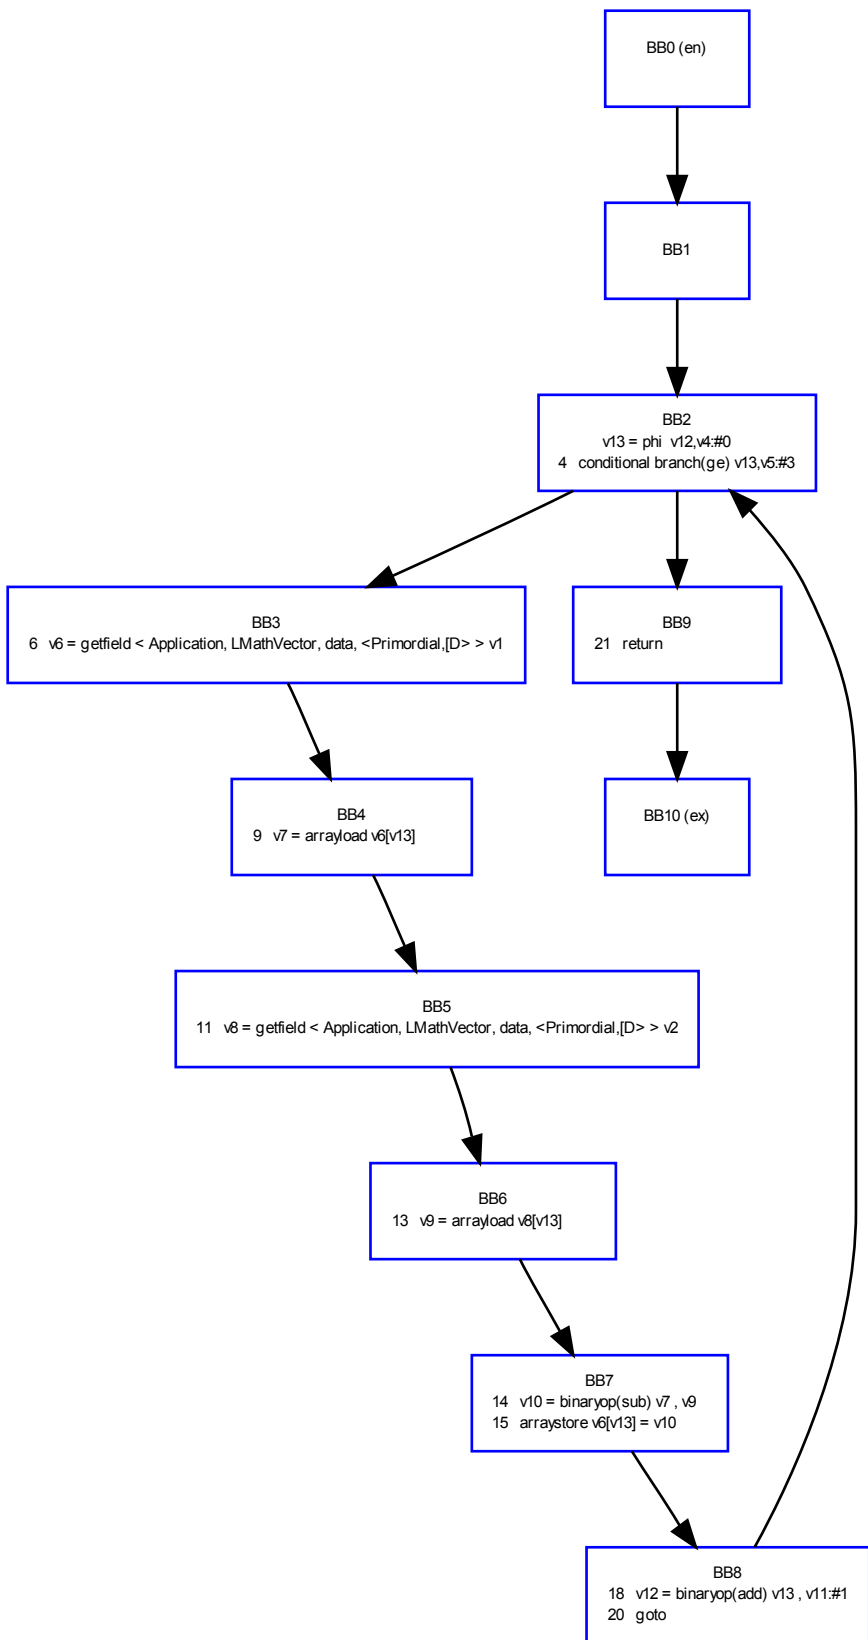 BB0 (en)
BB1
BB2
v13 = phi v12,v4:#0
4 conditional branch(ge) v13,v5:#3
BB3
6 v6 = getfield < Application, LMathVector, data, <Primordial,[D> > v1
BB9
21 return
BB4
9 v7 = arrayload v6[v13]
BB10 (ex)
BB5
11 v8 = getfield < Application, LMathVector, data, <Primordial,[D> > v2
BB6
13 v9 = arrayload v8[v13]
BB7
14 v10 = binaryop(sub) v7 , v9
15 arraystore v6[v13] = v10
BB8
18 v12 = binaryop(add) v13 , v11:#1
20 goto